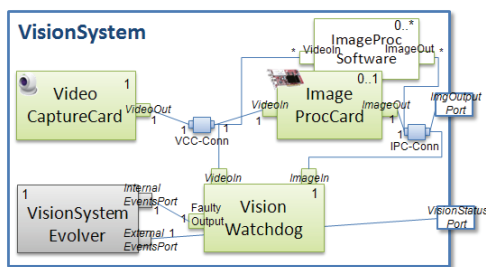 VisionSystem
0..*
* VideoIn
ImageOut *
ImageProc
Software
1
Video
CaptureCard
VideoOut
1
VCC-Conn
1
0..1
VideoIn
1
Image
ProcCard
ImageOut
1
IPC-Conn
ImgOutput
Port
VideoIn
ImageIn
1
VisionSystem
Evolver
Internal
EventsPort
1
External 1
EventsPort
1
Faulty
Output
1
Vision
Watchdog
VisionStatus
Port